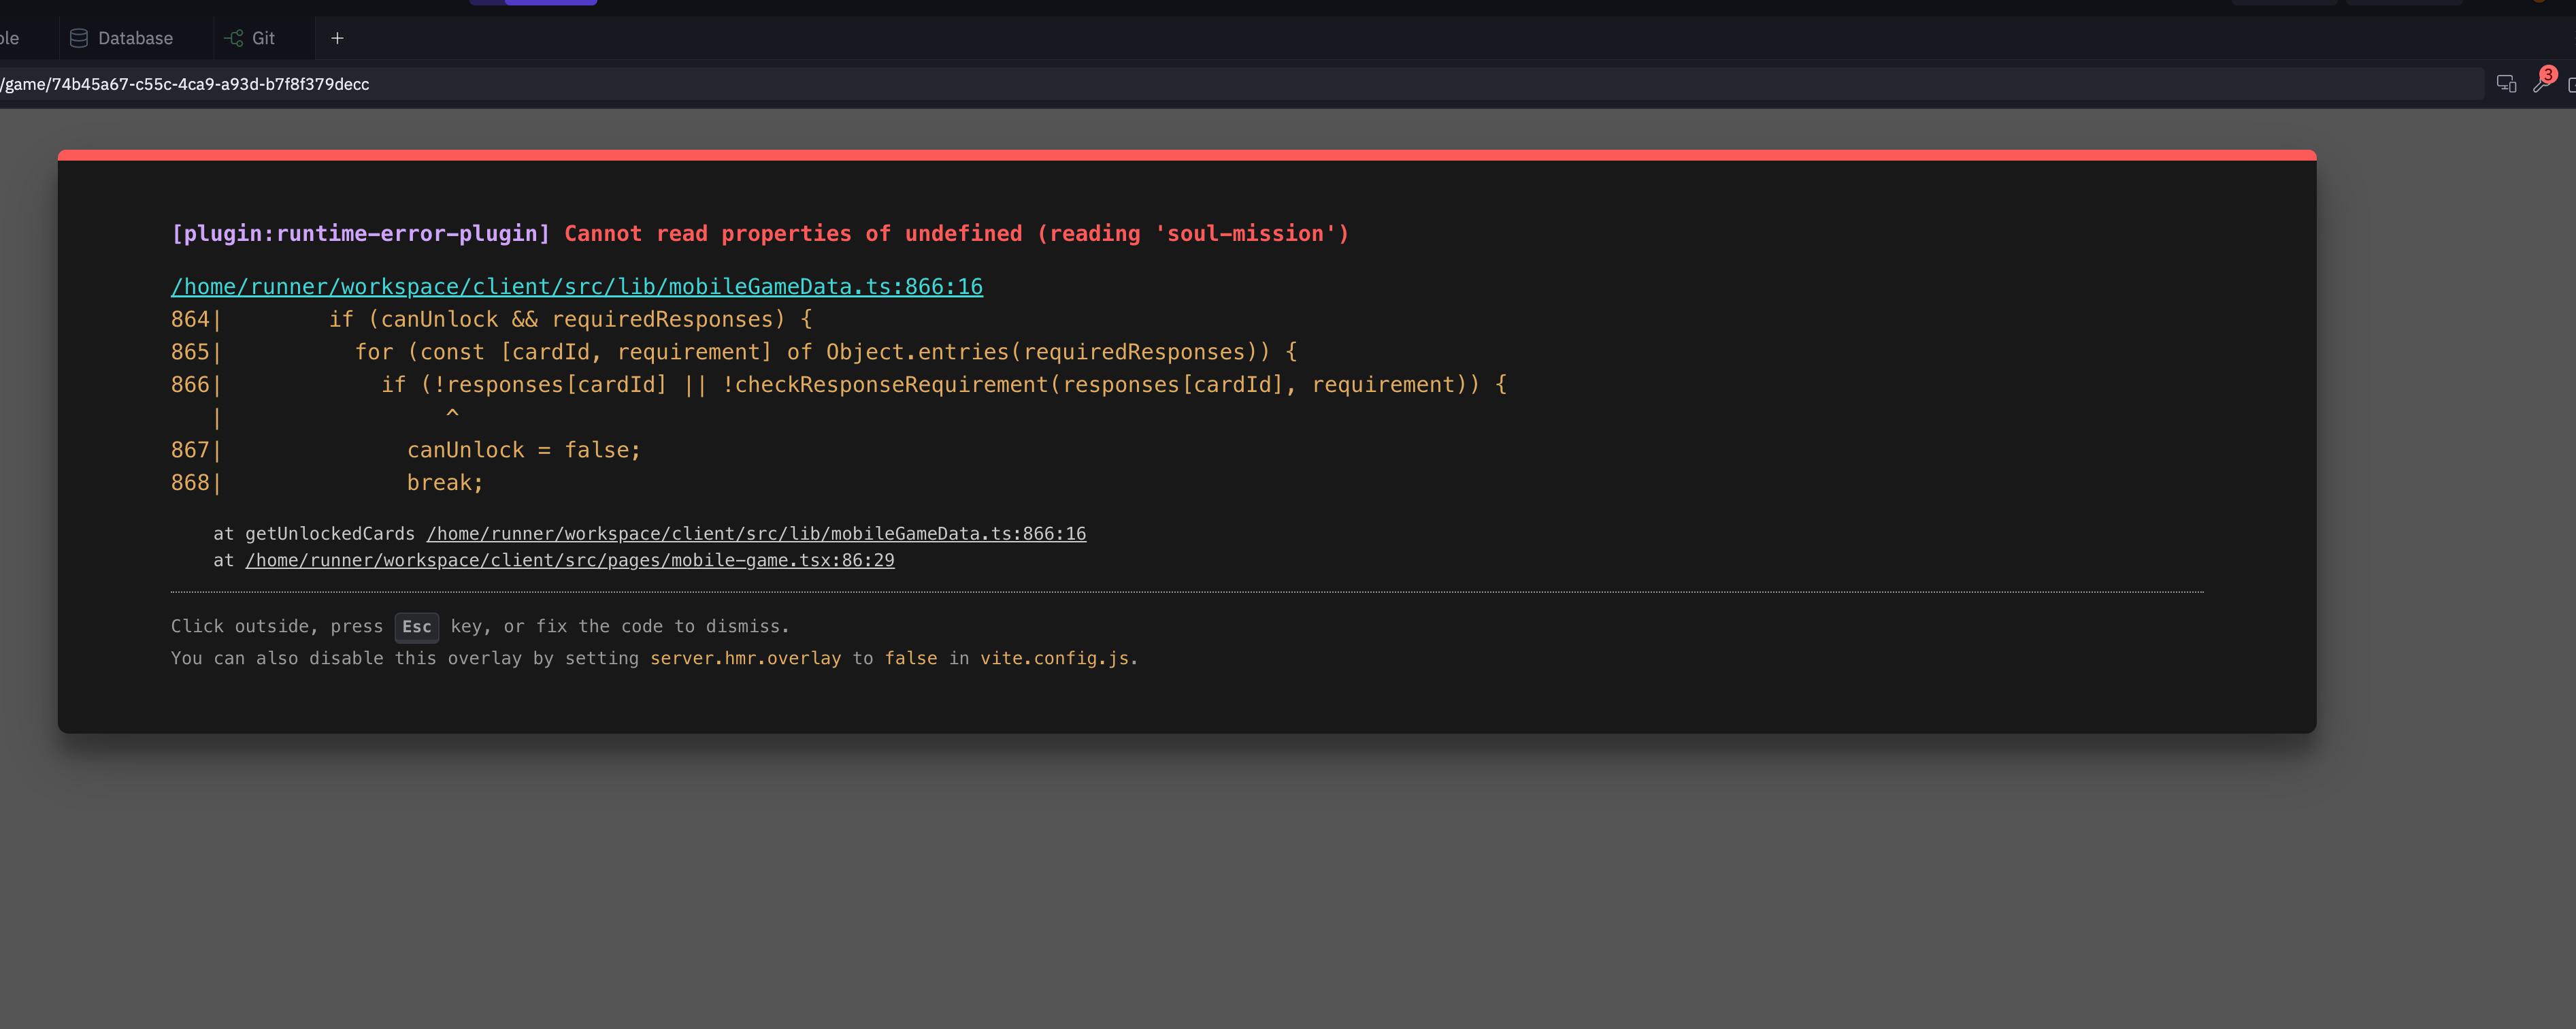 Database
Git
+
/game/74b45a67-c55c-4ca9-a93d-b7f8f379decc
3
[plugin:runtime-error-plugin] Cannot read properties of undefined (reading 'soul-mission')
/home/runner/workspace/client/src/lib/mobileGameData.ts:866:16
864|        if (canUnlock && requiredResponses) {
865|          for (const [cardId, requirement] of Object.entries(requiredResponses)) {
866|            if (!responses[cardId] || !checkResponseRequirement(responses[cardId], requirement)) {
   |                 ^
867|              canUnlock = false;
868|              break;
    at getUnlockedCards /home/runner/workspace/client/src/lib/mobileGameData.ts:866:16
    at /home/runner/workspace/client/src/pages/mobile-game.tsx:86:29
Click outside, press Esc key, or fix the code to dismiss.
You can also disable this overlay by setting server.hmr.overlay to false in vite.config.js.